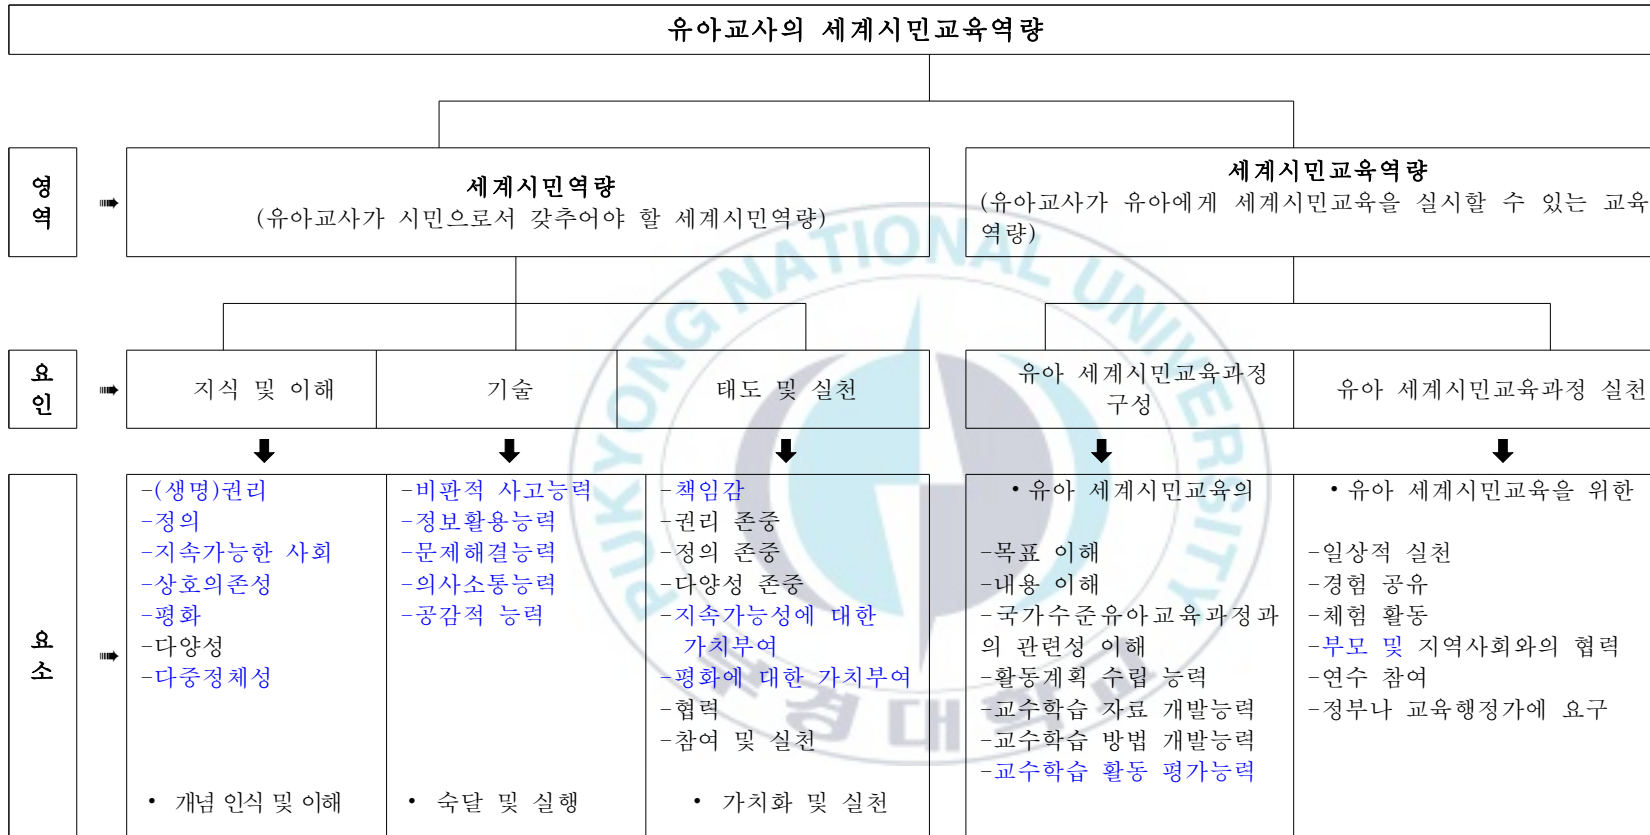 유아교사의 세계시민교육역량
영
역
➠
세계시민역량
(유아교사가 시민으로서 갖추어야 할 세계시민역량)
세계시민교육역량
(유아교사가 유아에게 세계시민교육을 실시할 수 있는 교육
역량)
요
인
➠
지식 및 이해
기술
태도 및 실천
유아 세계시민교육과정
구성
유아 세계시민교육과정 실천
요
소
➠
-(생명)권리
-정의
-지속가능한 사회
-상호의존성
-평화
-다양성
-다중정체성
• 개념 인식 및 이해
-비판적 사고능력
-정보활용능력
-문제해결능력
-의사소통능력
-공감적 능력
• 숙달 및 실행
-책임감
-권리 존중
-정의 존중
-다양성 존중
-지속가능성에 대한
가치부여
-평화에 대한 가치부여
-협력
-참여 및 실천
• 가치화 및 실천
•유아 세계시민교육의
-목표 이해
-내용 이해
-국가수준유아교육과정과
의 관련성 이해
-활동계획 수립 능력
-교수학습 자료 개발능력
-교수학습 방법 개발능력
-교수학습 활동 평가능력
•유아 세계시민교육을 위한
-일상적 실천
-경험 공유
-체험 활동
-부모 및 지역사회와의 협력
-연수 참여
-정부나 교육행정가에 요구
PUKYONG NATIONAL UNIVERSITY
부경대학교